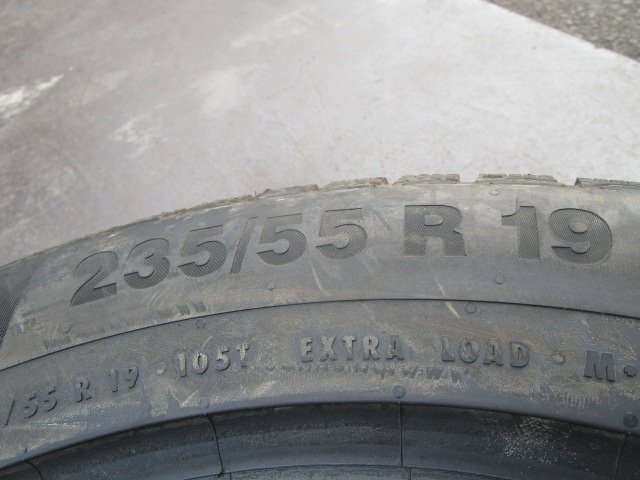 235/55 R 19
/55 R 19 · 105T EXTRA LOAD · M ·